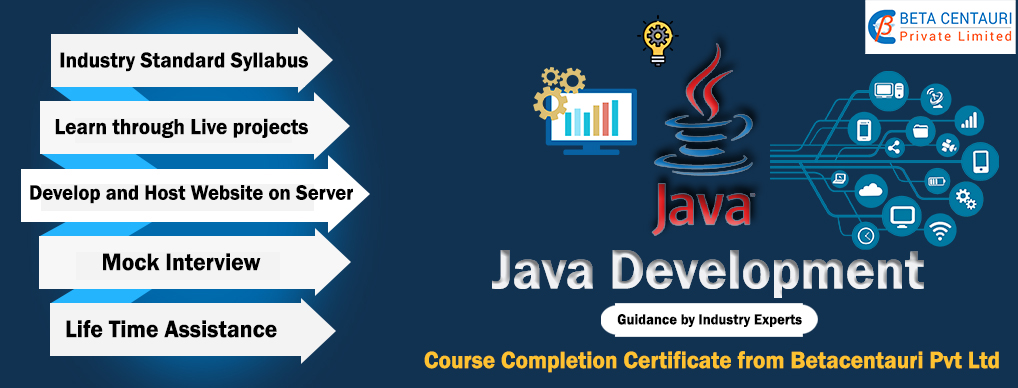 Industry Standard Syllabus
Learn through Live projects
Develop and Host Website on Server
Mock Interview
Life Time Assistance
BETA CENTAURI
Private Limited
Java
Java Development
Guidance by Industry Experts
Course Completion Certificate from Betacentauri Pvt Ltd